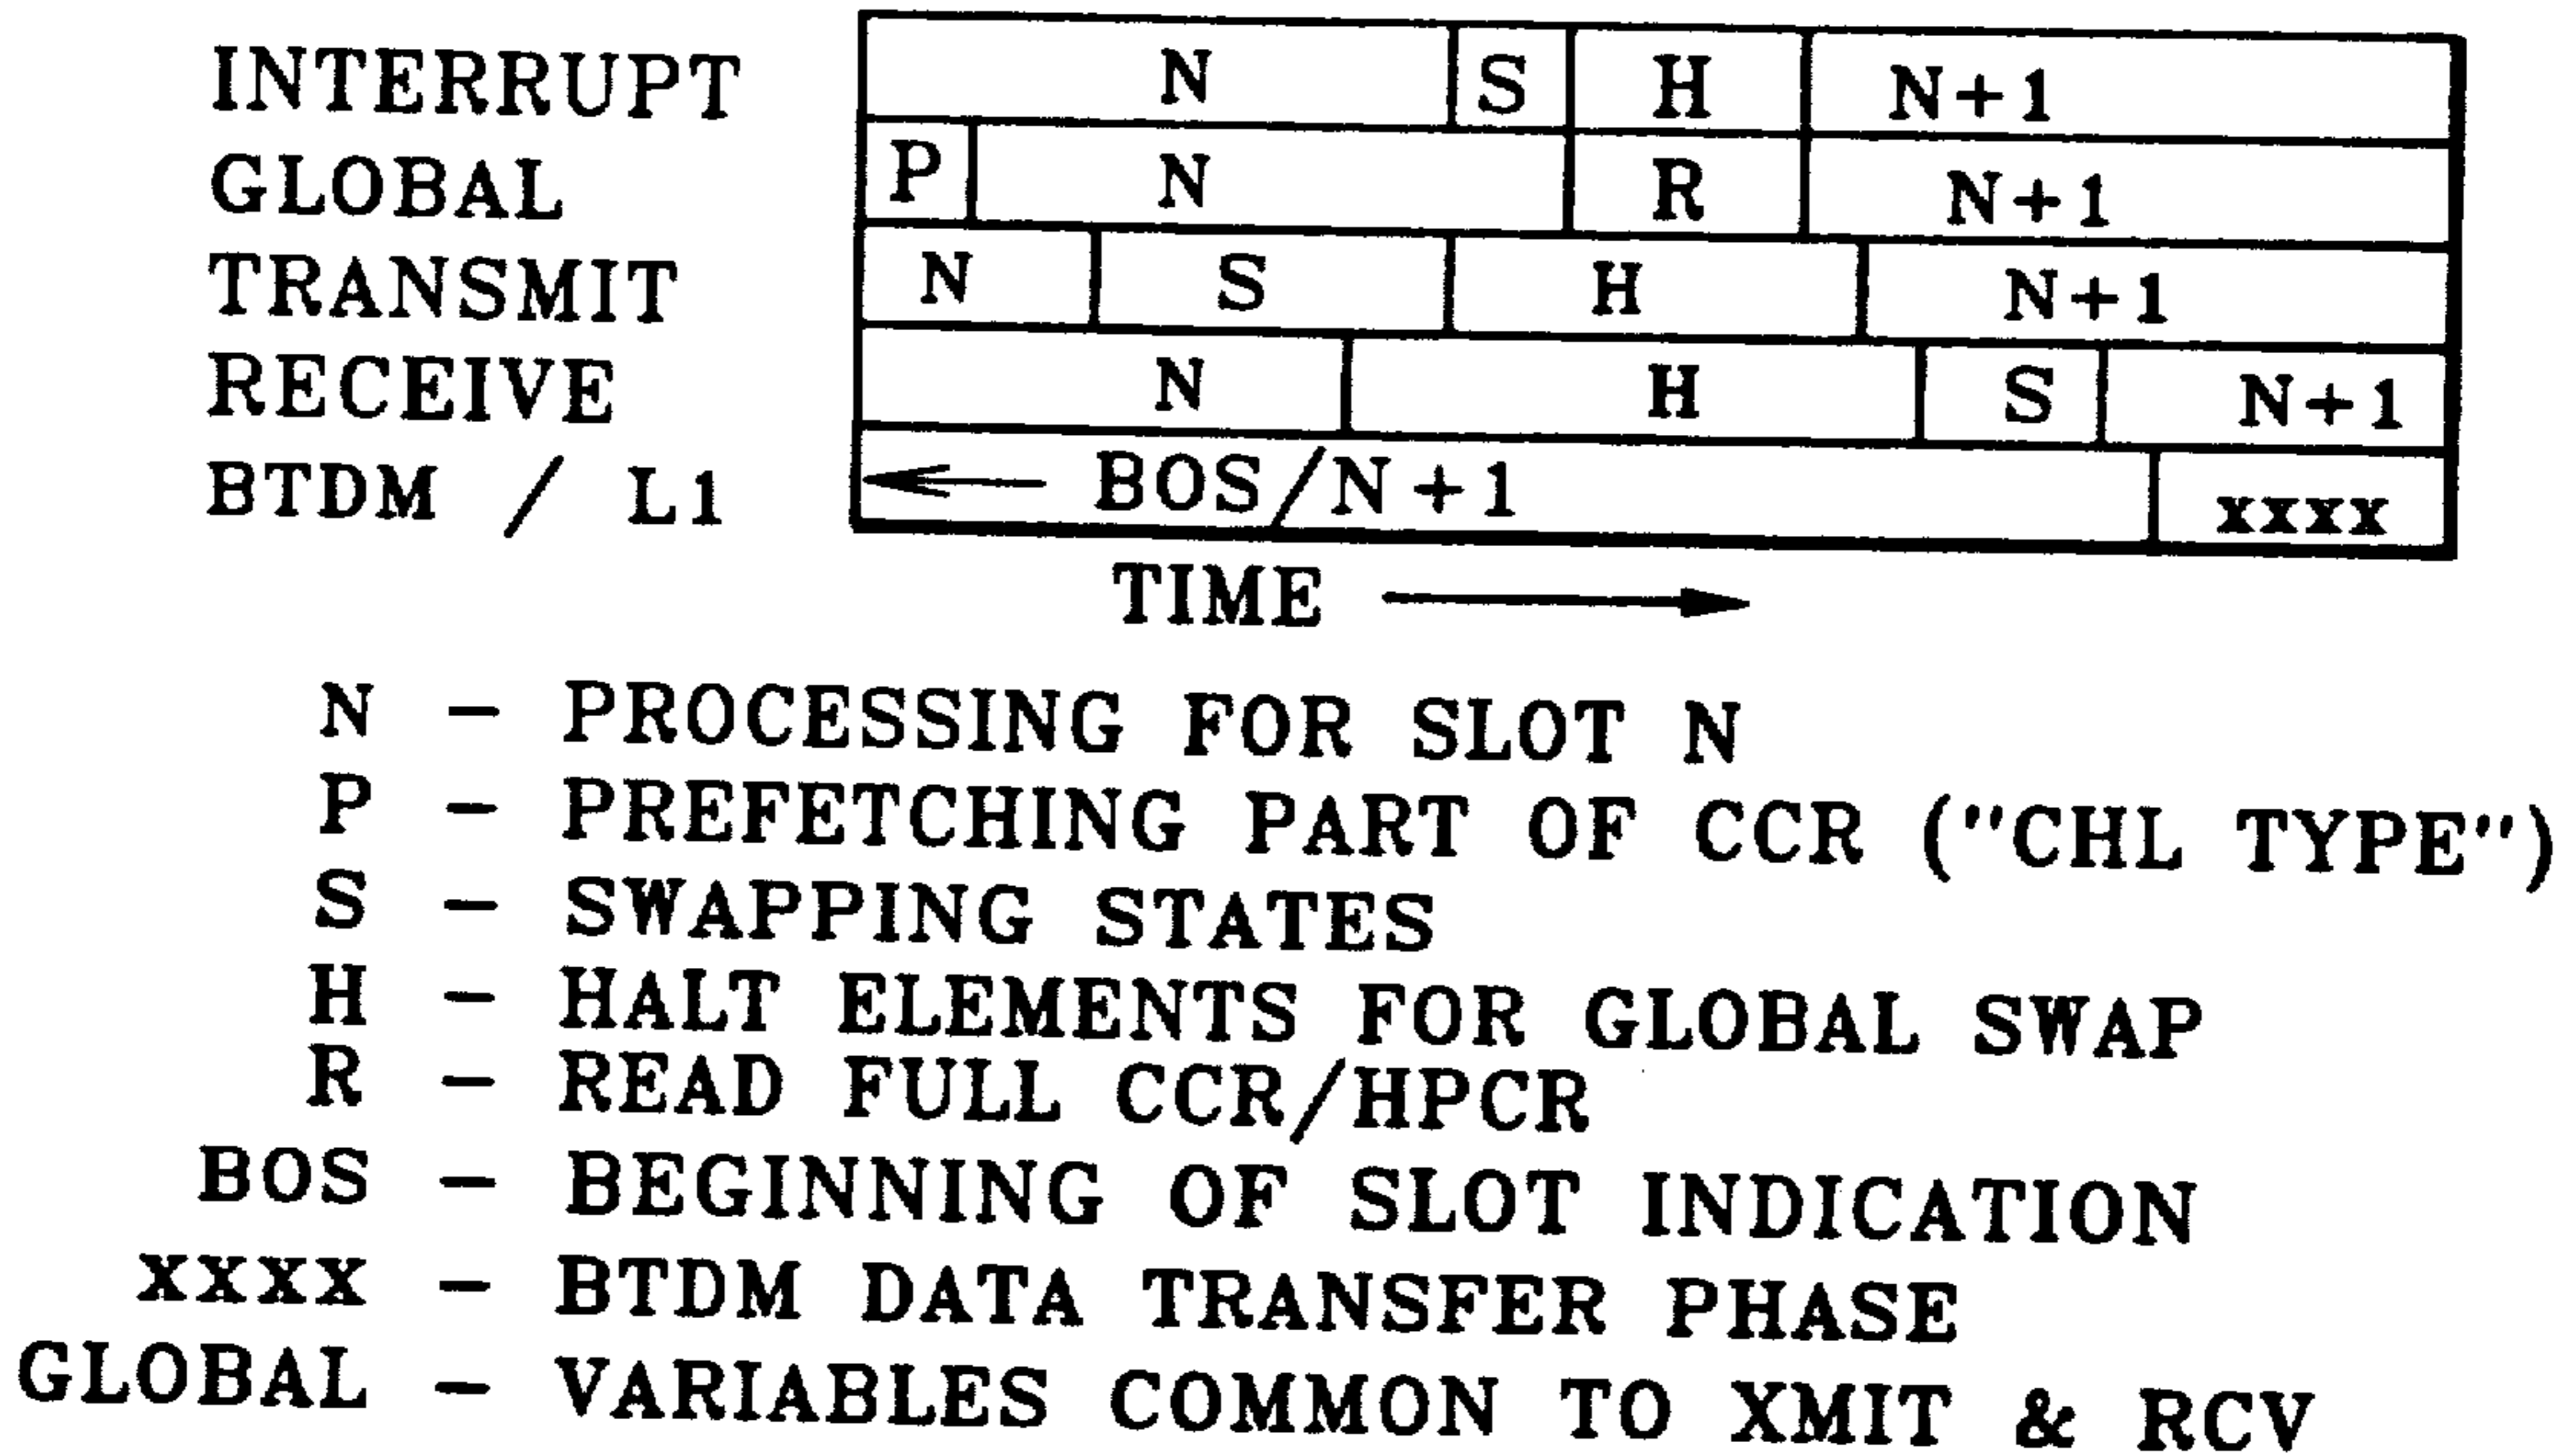 INTERRUPT N S H N+1
GLOBAL P N R N+1
TRANSMIT N S H N+1
RECEIVE N H S N+1
BTDM / L1 BOS/N+1 xxxx
TIME
N - PROCESSING FOR SLOT N
P - PREFETCHING PART OF CCR ("CHL TYPE")
S - SWAPPING STATES
H - HALT ELEMENTS FOR GLOBAL SWAP
R - READ FULL CCR/HPCR
BOS - BEGINNING OF SLOT INDICATION
xxxx - BTDM DATA TRANSFER PHASE
GLOBAL - VARIABLES COMMON TO XMIT & RCV